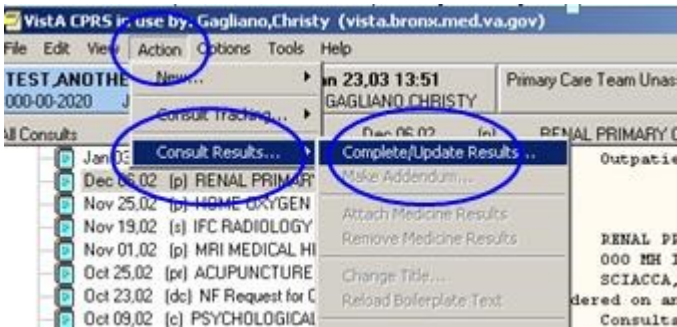 VistA CPRS in use by: Gagliano,Christy (vista.bronx.med.va.gov)
File Edit View Action Options Tools Help
TEST,ANOTHE New... n 23,03 13:51 Primary Care Team Unas
000-00-2020 J GAGLIANO,CHRISTY
Consult Tracking...
All Consults Dec 06,02 (p) RENAL PRIMARY C
Jan 03 Consult Results... Complete/Update Results... Outpatie
Dec 06,02 (p) RENAL PRIMAR Make Addendum...
Nov 25,02 (p) HOME OXYGEN
Attach Medicine Results
Nov 19,02 (s) IFC RADIOLOGY
Remove Medicine Results RENAL PR
Nov 01,02 (p) MRI MEDICAL HI
000 MH I
Oct 25,02 (pr) ACUPUNCTURE Change Title... SCIACCA,
Oct 23,02 (dc) NF Request for C Reload Boilerplate Text dered on an
Oct 09,02 (c) PSYCHOLOGICAL Consults